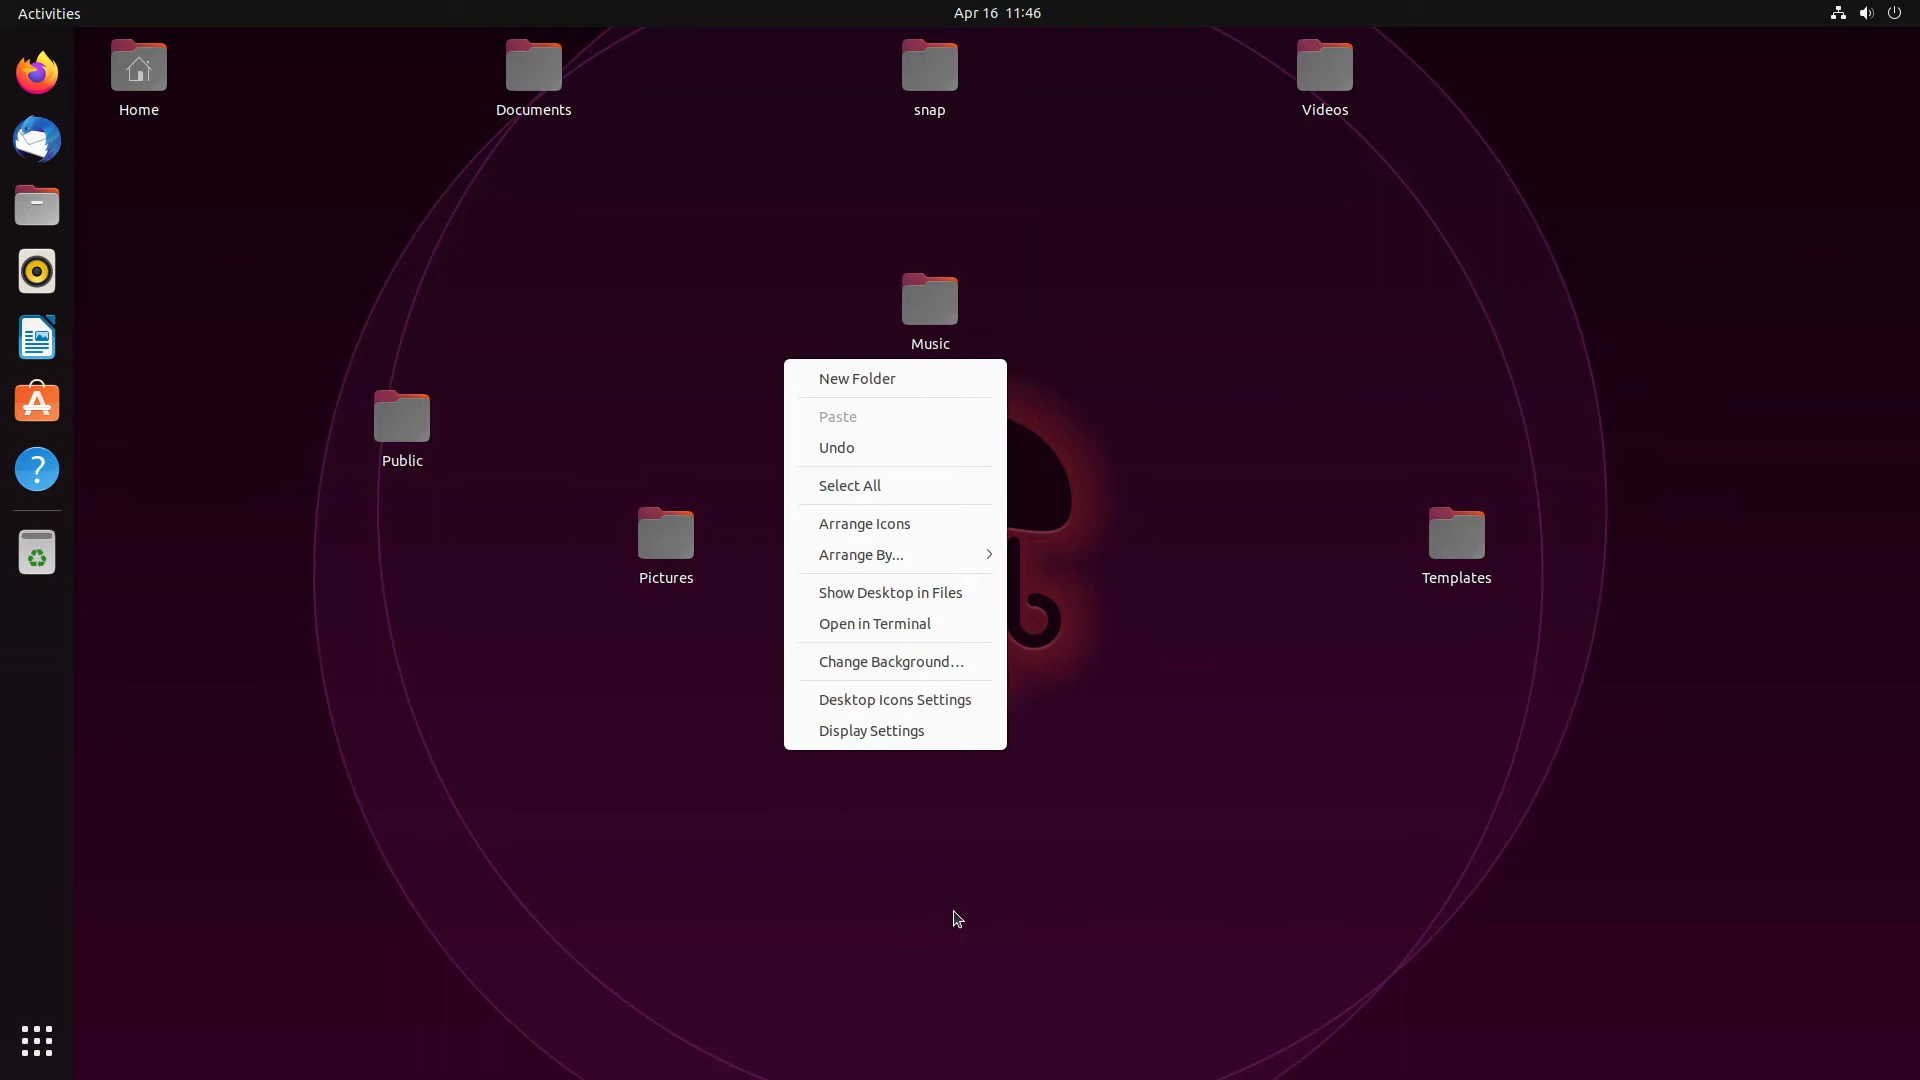 Activities
Apr 16 11:46
Home
Documents
snap
Videos
Music
Public
Pictures
Templates
New Folder
Paste
Undo
Select All
Arrange Icons
Arrange By...
Show Desktop in Files
Open in Terminal
Change Background…
Desktop Icons Settings
Display Settings